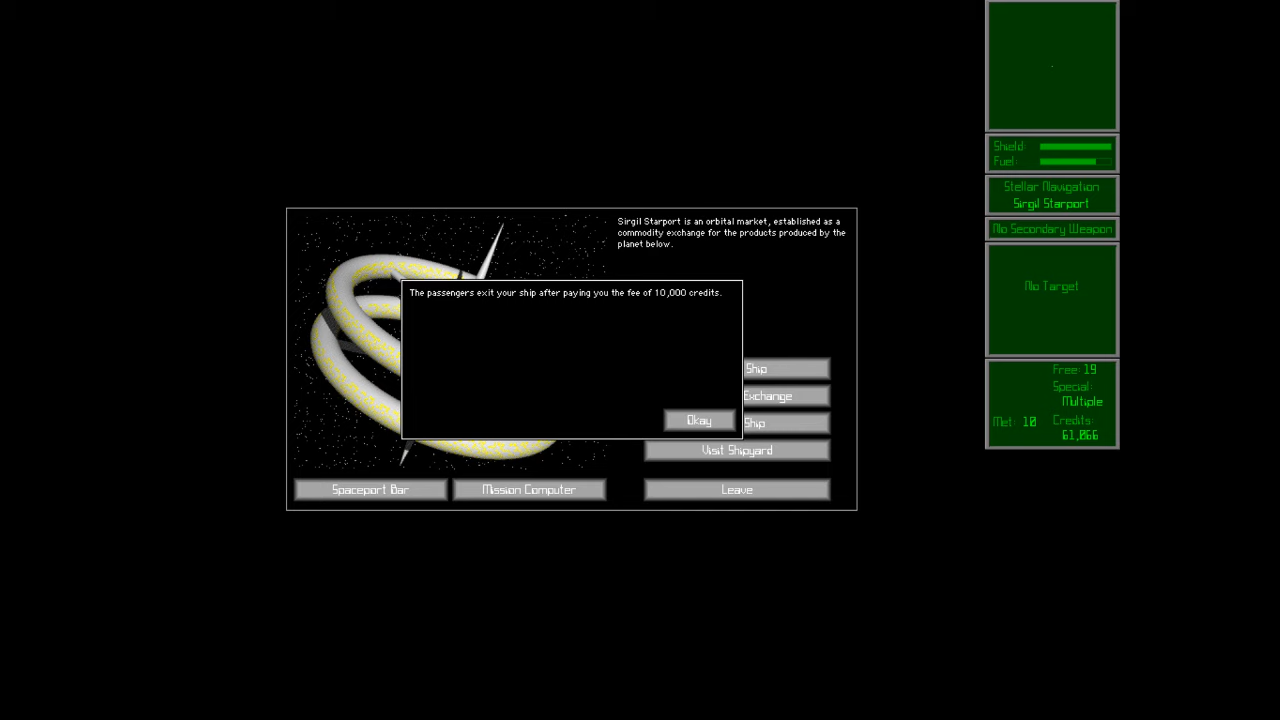 Shield:
Fuel:
Stellar Navigation
Sirgil Starport
No Secondary Weapon
No Target
Free: 19
Special:
Multiple
Met: 10
Credits:
61,066
Sirgil Starport is an orbital market, established as a
commodity exchange for the products produced by the
planet below.
The passengers exit your ship after paying you the fee of 10,000 credits.
Okay
Ship
Exchange
Ship
Visit Shipyard
Spaceport Bar
Mission Computer
Leave